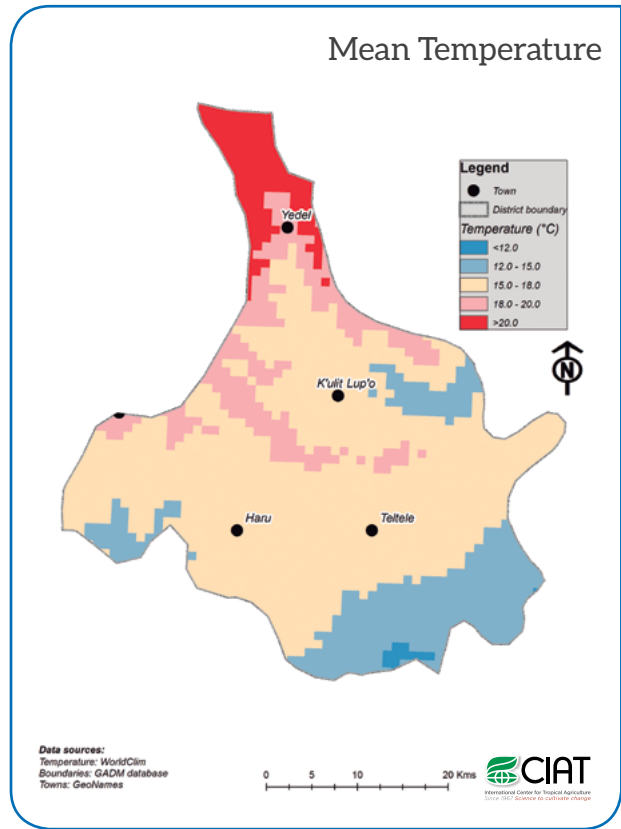 Mean Temperature
Legend
Town
District boundary
Temperature (°C)
<12.0
12.0 - 15.0
15.0 - 18.0
18.0 - 20.0
>20.0
N
Yedel
K'ulit Lup'o
Haru
Teltele
Data sources:
Temperature: WorldClim
Boundaries: GADM database
Towns: GeoNames
0 5 10 20 Kms
CIAT
International Center for Tropical Agriculture
Since 1967 Science to cultivate change